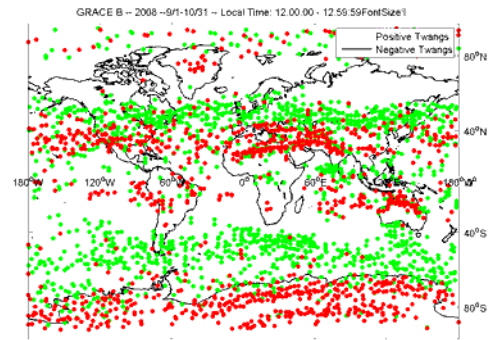 GRACE B -- 2008 --9/1-10/31 -- Local Time: 12.00.00 - 12.59:59FontSize'l
Positive Twangs
Negative Twangs
80°N
40°N
180°W 120°W 60°W 0° 60°E 120°E 180°E
40°S
80°S